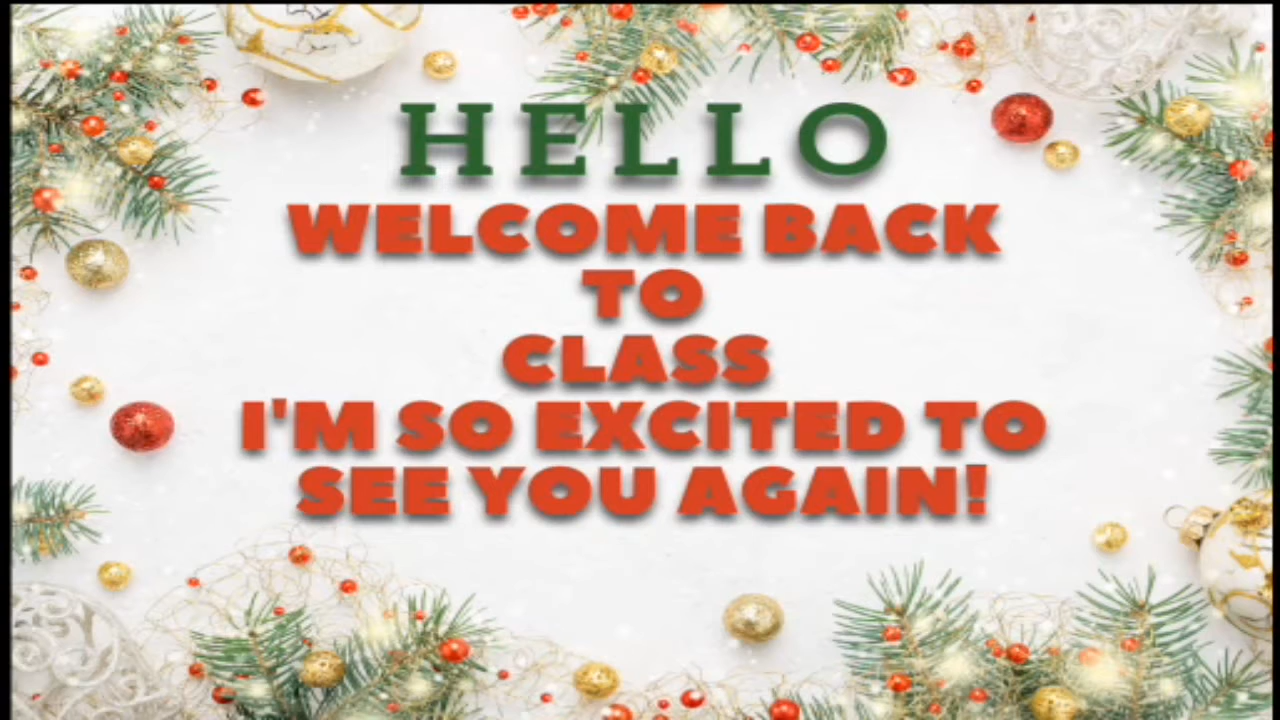 HELLO
WELCOME BACK
TO
CLASS
I'M SO EXCITED TO
SEE YOU AGAIN!